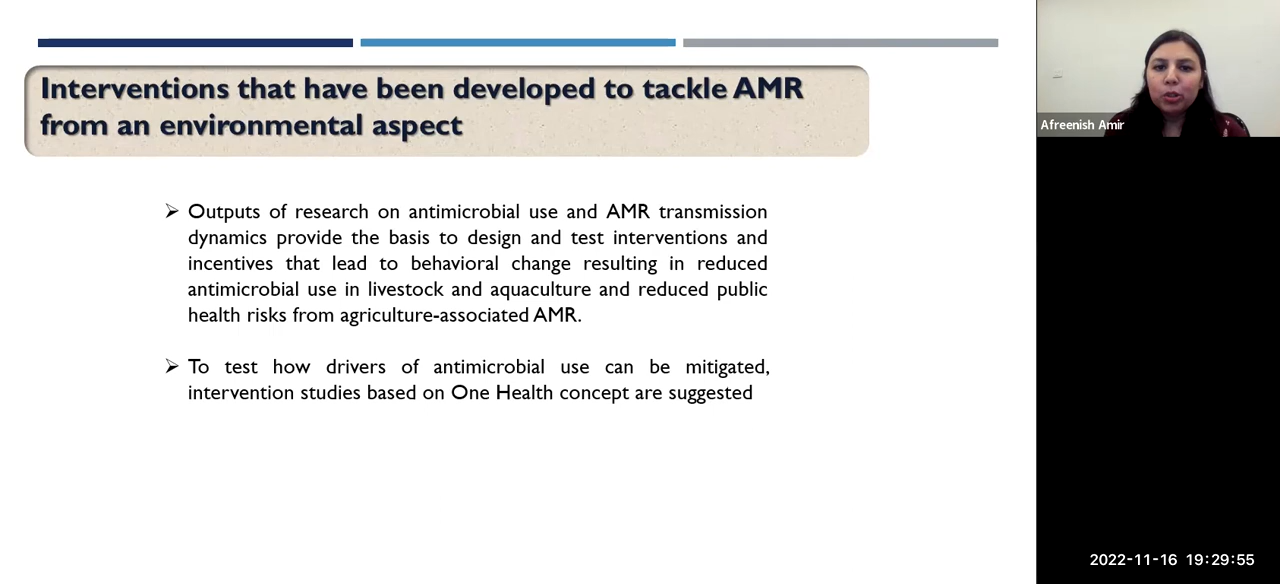 Interventions that have been developed to tackle AMR
from an environmental aspect
➢ Outputs of research on antimicrobial use and AMR transmission
dynamics provide the basis to design and test interventions and
incentives that lead to behavioral change resulting in reduced
antimicrobial use in livestock and aquaculture and reduced public
health risks from agriculture-associated AMR.
➢ To test how drivers of antimicrobial use can be mitigated,
intervention studies based on One Health concept are suggested
Afreenish Amir
2022-11-16 19:29:55